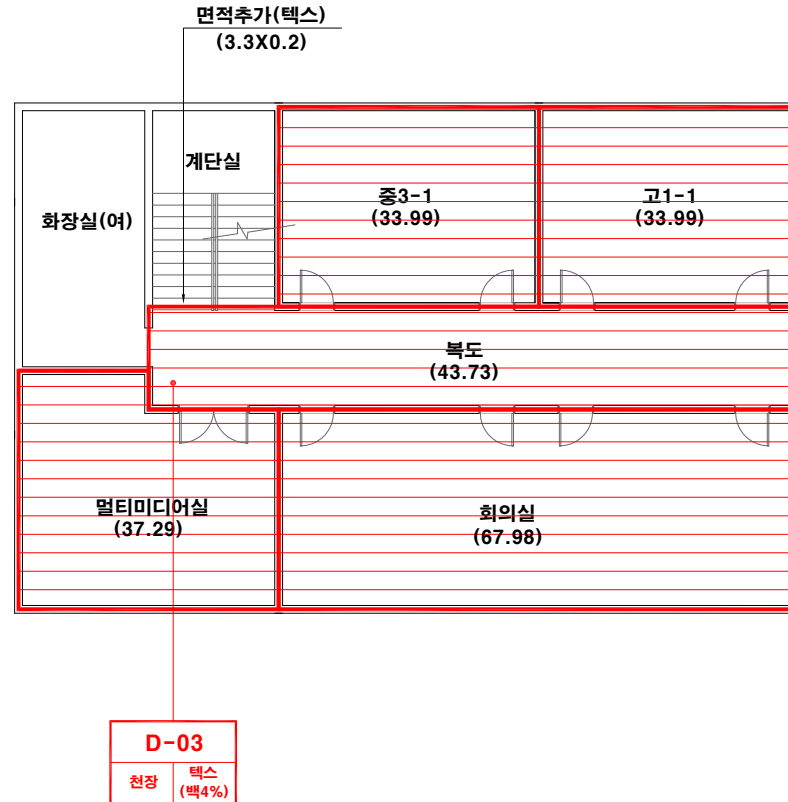 면적추가(텍스)
(3.3X0.2)
계단실
화장실(여)
중3-1
(33.99)
고1-1
(33.99)
복도
(43.73)
멀티미디어실
(37.29)
회의실
(67.98)
D-03
천장
텍스
(백4%)